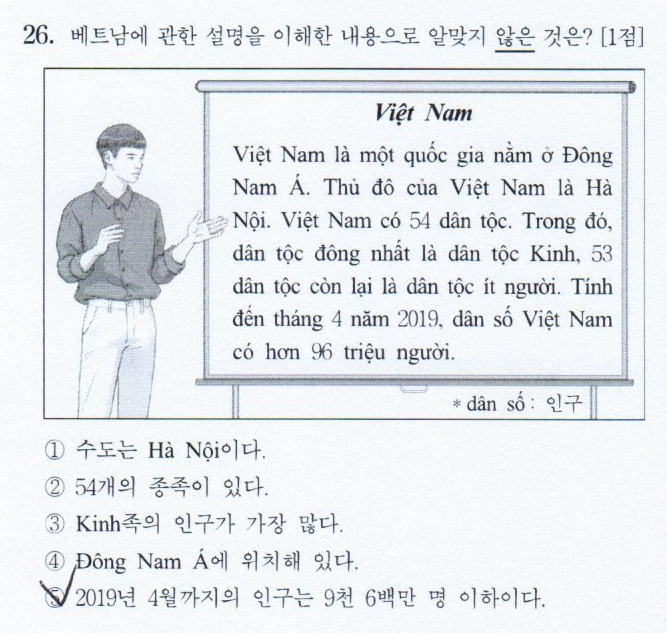 26. 베트남에 관한 설명을 이해한 내용으로 알맞지 않은 것은? [1점]
Việt Nam
Việt Nam là một quốc gia nằm ở Đông
Nam Á. Thủ đô của Việt Nam là Hà
Nội. Việt Nam có 54 dân tộc. Trong đó,
dân tộc đông nhất là dân tộc Kinh, 53
dân tộc còn lại là dân tộc ít người. Tính
đến tháng 4 năm 2019, dân số Việt Nam
có hơn 96 triệu người.
* dân số : 인구
① 수도는 Hà Nội이다.
② 54개의 종족이 있다.
③ Kinh족의 인구가 가장 많다.
④ Đông Nam Á에 위치해 있다.
⑤ 2019년 4월까지의 인구는 9천 6백만 명 이하이다.